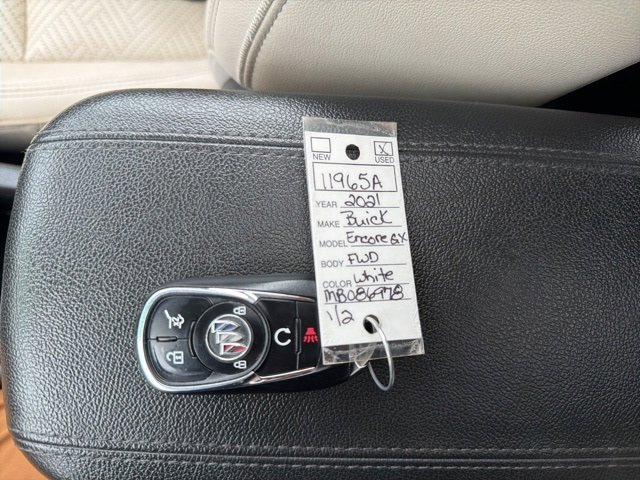 NEW X USED
11965A
YEAR 2021
MAKE Buick
MODEL Encore GX
BODY FWD
COLOR White
MB086978
1/2